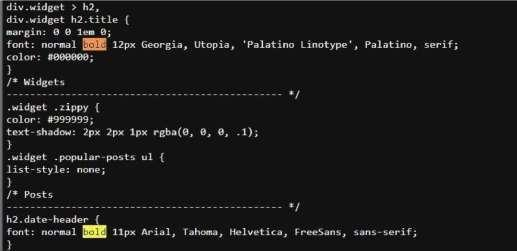 div.widget > h2,
div.widget h2.title {
margin: 0 0 1em 0;
font: normal bold 12px Georgia, Utopia, 'Palatino Linotype', Palatino, serif;
color: #000000;
}
/* Widgets
---------------------------------------------- */
.widget .zippy {
color: #999999;
text-shadow: 2px 2px 1px rgba(0, 0, 0, .1);
}
.widget .popular-posts ul {
list-style: none;
}
/* Posts
---------------------------------------------- */
h2.date-header {
font: normal bold 11px Arial, Tahoma, Helvetica, FreeSans, sans-serif;
}